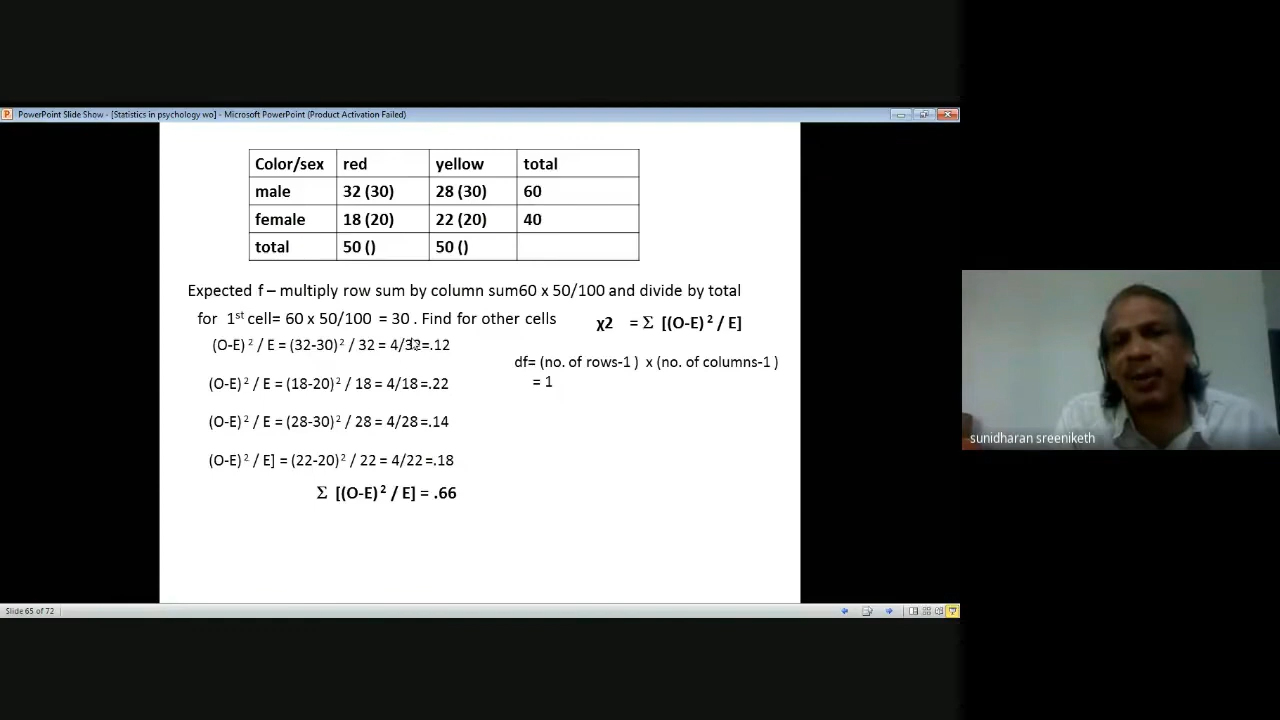 PowerPoint Slide Show - [Statistics in psychology wo] - Microsoft PowerPoint (Product Activation Failed)
Color/sex red yellow total
male 32 (30) 28 (30) 60
female 18 (20) 22 (20) 40
total 50 () 50 ()
Expected f – multiply row sum by column sum60 x 50/100 and divide by total
for 1st cell= 60 x 50/100 = 30 . Find for other cells
χ2 = Σ [(O-E) 2 / E]
(O-E) 2 / E = (32-30)2 / 32 = 4/32=.12
df= (no. of rows-1 ) x (no. of columns-1 )
= 1
(O-E) 2 / E = (18-20)2 / 18 = 4/18=.22
(O-E) 2 / E = (28-30)2 / 28 = 4/28=.14
(O-E) 2 / E] = (22-20)2 / 22 = 4/22=.18
Σ [(O-E) 2 / E] = .66
sunidharan sreeniketh
Slide 65 of 72